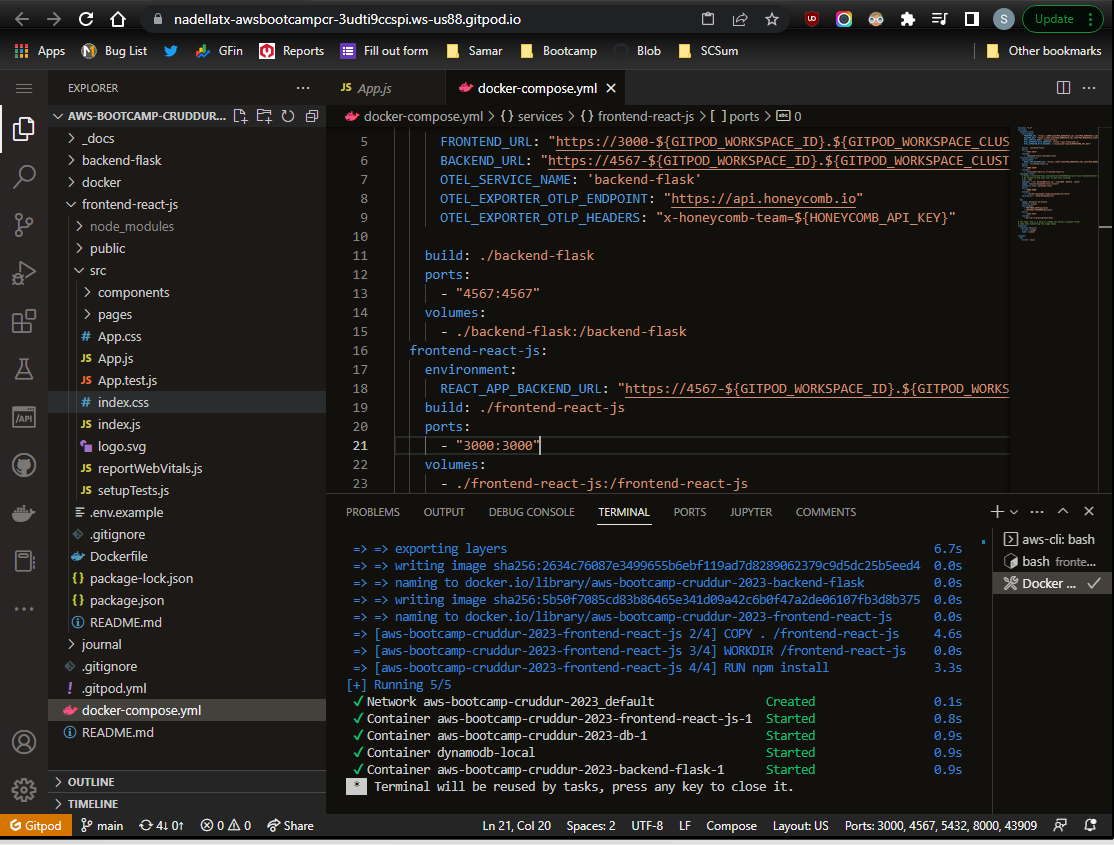 nadellatx-awsbootcampcr-3udti9ccspi.ws-us88.gitpod.io
S
Update
Apps
Bug List
GFin
Reports
Fill out form
Samar
Bootcamp
Blob
SCSum
Other bookmarks
EXPLORER
JS App.js
docker-compose.yml
AWS-BOOTCAMP-CRUDDUR...
docker-compose.yml > {} services > {} frontend-react-js > [ ] ports > abc 0
_docs
backend-flask
docker
frontend-react-js
node_modules
public
src
components
pages
# App.css
JS App.js
JS App.test.js
# index.css
JS index.js
logo.svg
JS reportWebVitals.js
JS setupTests.js
.env.example
.gitignore
Dockerfile
{} package-lock.json
{} package.json
README.md
journal
.gitignore
! .gitpod.yml
docker-compose.yml
README.md
OUTLINE
TIMELINE
5 FRONTEND_URL: "https://3000-${GITPOD_WORKSPACE_ID}.${GITPOD_WORKSPACE_CLUS
6 BACKEND_URL: "https://4567-${GITPOD_WORKSPACE_ID}.${GITPOD_WORKSPACE_CLUST
7 OTEL_SERVICE_NAME: 'backend-flask'
8 OTEL_EXPORTER_OTLP_ENDPOINT: "https://api.honeycomb.io"
9 OTEL_EXPORTER_OTLP_HEADERS: "x-honeycomb-team=${HONEYCOMB_API_KEY}"
10
11 build: ./backend-flask
12 ports:
13 - "4567:4567"
14 volumes:
15 - ./backend-flask:/backend-flask
16 frontend-react-js:
17 environment:
18 REACT_APP_BACKEND_URL: "https://4567-${GITPOD_WORKSPACE_ID}.${GITPOD_WORKS
19 build: ./frontend-react-js
20 ports:
21 - "3000:3000"
22 volumes:
23 - ./frontend-react-js:/frontend-react-js
PROBLEMS OUTPUT DEBUG CONSOLE TERMINAL PORTS JUPYTER COMMENTS
=> => exporting layers 6.7s
=> => writing image sha256:2634c76087e3499655b6ebf119ad7d8289062379c9d5dc25b5eed4 0.0s
=> => naming to docker.io/library/aws-bootcamp-cruddur-2023-backend-flask 0.0s
=> => writing image sha256:5b50f7085cd83b86465e341d09a42c6b0f47a2de06107fb3d8b375 0.0s
=> => naming to docker.io/library/aws-bootcamp-cruddur-2023-frontend-react-js 0.0s
=> [aws-bootcamp-cruddur-2023-frontend-react-js 2/4] COPY . /frontend-react-js 4.6s
=> [aws-bootcamp-cruddur-2023-frontend-react-js 3/4] WORKDIR /frontend-react-js 0.0s
=> [aws-bootcamp-cruddur-2023-frontend-react-js 4/4] RUN npm install 3.3s
[+] Running 5/5
✓ Network aws-bootcamp-cruddur-2023_default Created 0.1s
✓ Container aws-bootcamp-cruddur-2023-frontend-react-js-1 Started 0.8s
✓ Container aws-bootcamp-cruddur-2023-db-1 Started 0.9s
✓ Container dynamodb-local Started 0.9s
✓ Container aws-bootcamp-cruddur-2023-backend-flask-1 Started 0.9s
* Terminal will be reused by tasks, press any key to close it.
aws-cli: bash
bash fronte...
Docker ...
Gitpod main 4↓ 0↑ 0 0 Share Ln 21, Col 20 Spaces: 2 UTF-8 LF Compose Layout: US Ports: 3000, 4567, 5432, 8000, 43909